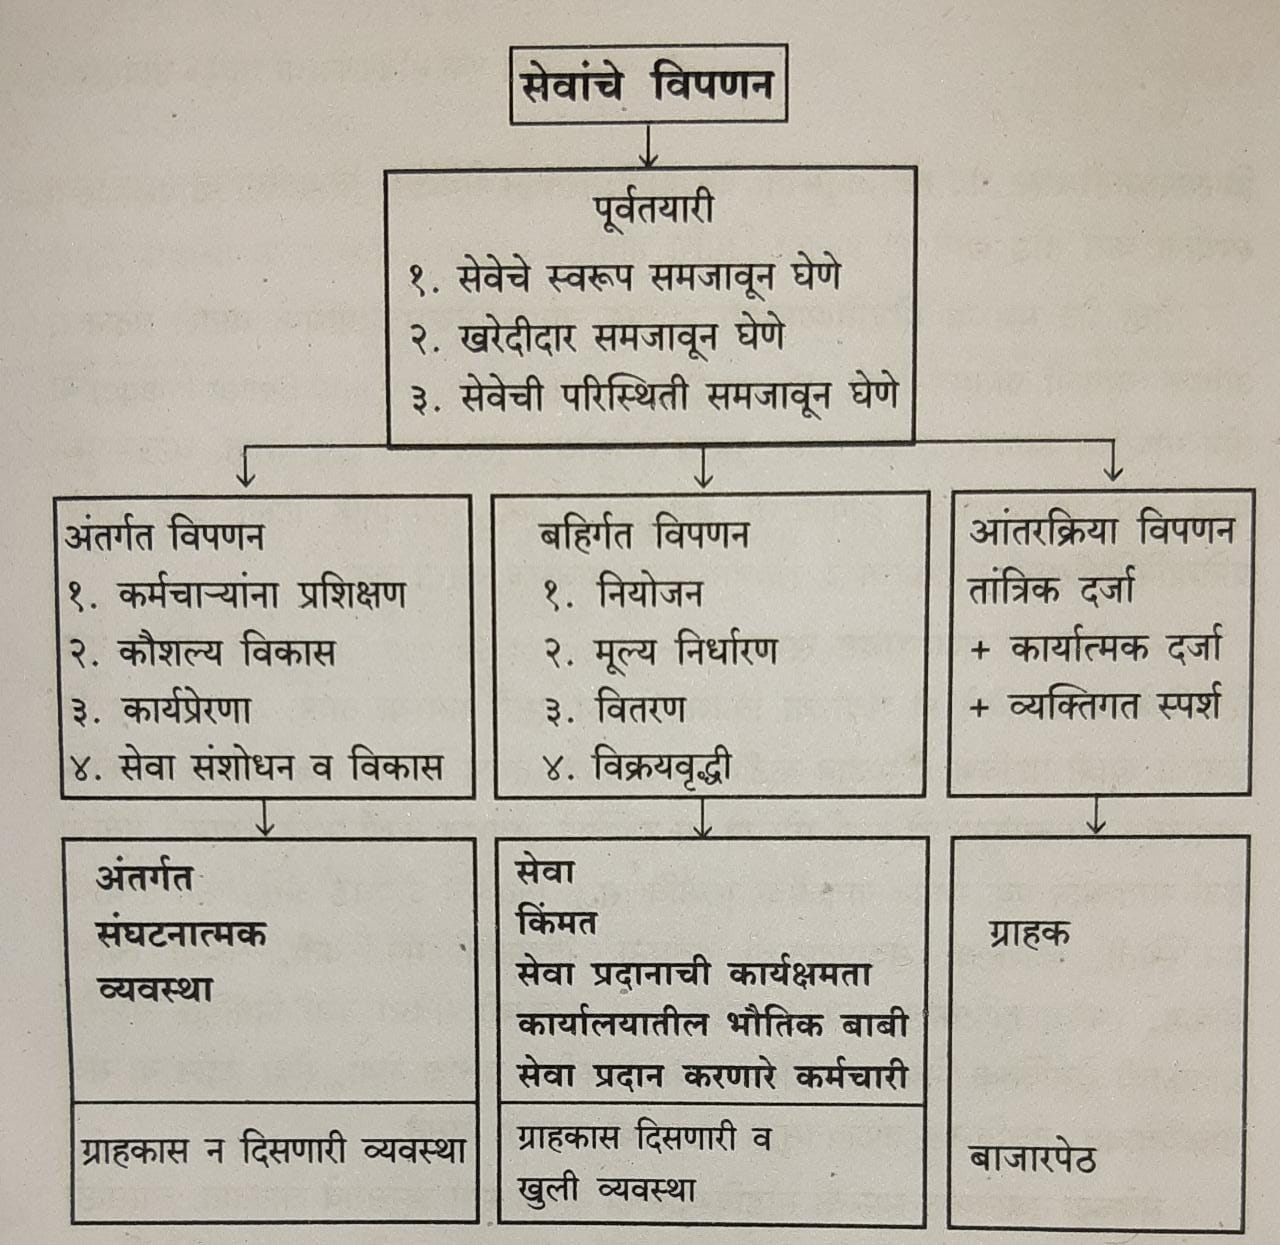 सेवांचे विपणन
पूर्वतयारी
१. सेवेचे स्वरूप समजावून घेणे
२. खरेदीदार समजावून घेणे
३. सेवेची परिस्थिती समजावून घेणे
अंतर्गत विपणन
१. कर्मचाऱ्यांना प्रशिक्षण
२. कौशल्य विकास
३. कार्यप्रेरणा
४. सेवा संशोधन व विकास
बहिर्गत विपणन
१. नियोजन
२. मूल्य निर्धारण
३. वितरण
४. विक्रयवृद्धी
आंतरक्रिया विपणन
तांत्रिक दर्जा
+ कार्यात्मक दर्जा
+ व्यक्तिगत स्पर्श
अंतर्गत
संघटनात्मक
व्यवस्था
ग्राहकास न दिसणारी व्यवस्था
सेवा
किंमत
सेवा प्रदानाची कार्यक्षमता
कार्यालयातील भौतिक बाबी
सेवा प्रदान करणारे कर्मचारी
ग्राहकास दिसणारी व
खुली व्यवस्था
ग्राहक
बाजारपेठ